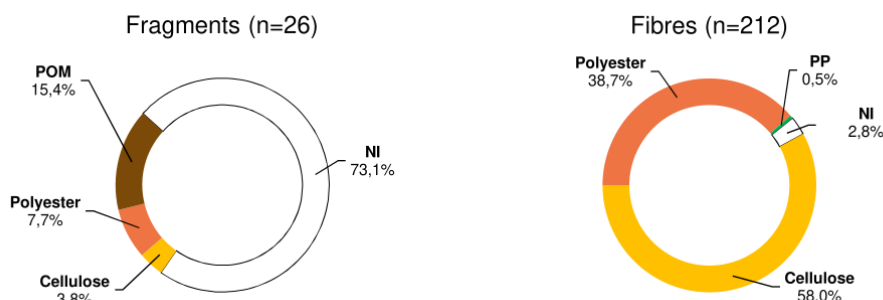 Fragments (n=26)
POM
15,4%
NI
73,1%
Polyester
7,7%
Cellulose
3,8%
Fibres (n=212)
Polyester
38,7%
PP
0,5%
NI
2,8%
Cellulose
58,0%